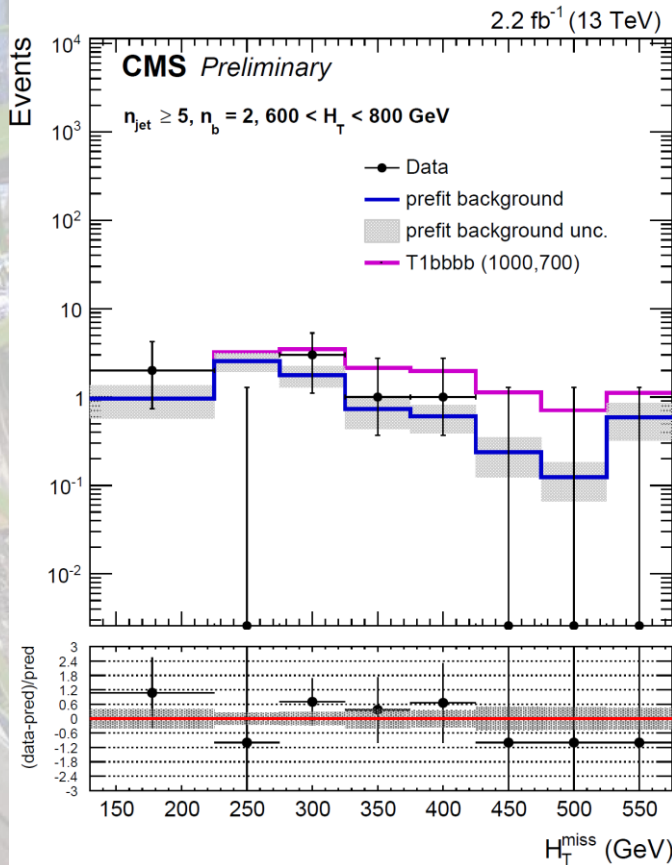 2.2 fb⁻¹ (13 TeV)
Events
CMS Preliminary
n_jet ≥ 5, n_b = 2, 600 < H_T < 800 GeV
Data
prefit background
prefit background unc.
T1bbbb (1000,700)
10⁴
10³
10²
10
1
10⁻¹
10⁻²
(data-pred)/pred
3
2.4
1.8
1.2
0.6
0
-0.6
-1.2
-1.8
-2.4
-3
150 200 250 300 350 400 450 500 550
H_T^miss (GeV)